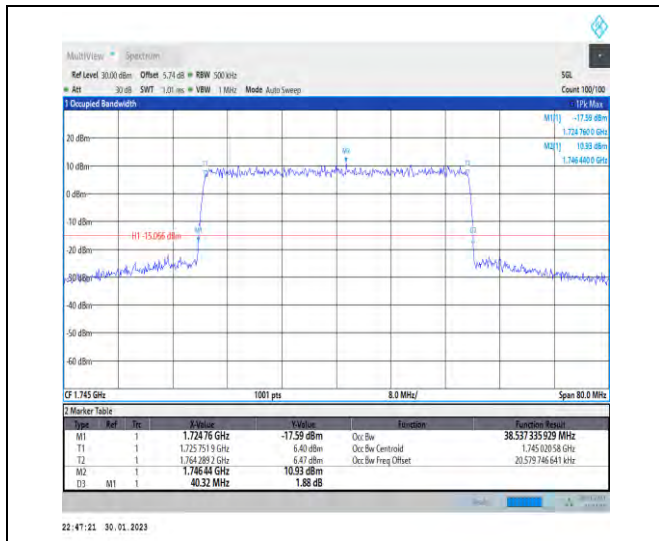 MultiView Spectrum
Ref Level 30.00 dBm Offset 5.74 dB RBW 500 kHz SGL
Att 30 dB SWT 1.01 ms VBW 1 MHz Mode Auto Sweep Count 100/100
1 Occupied Bandwidth 1Pk Max
M1[1] -17.59 dBm
1.724 760 0 GHz
M2[1] 10.93 dBm
1.746 440 0 GHz
20 dBm
M2
T1 T2
10 dBm
0 dBm
-10 dBm
M1 D3
H1 -15.066 dBm
-20 dBm
-30 dBm
-40 dBm
-50 dBm
-60 dBm
CF 1.745 GHz 1001 pts 8.0 MHz/ Span 80.0 MHz
2 Marker Table
Type Ref Trc X-Value Y-Value Function Function Result
M1 1 1.724 76 GHz -17.59 dBm Occ Bw 38.537 335 929 MHz
T1 1 1.725 751 9 GHz 6.40 dBm Occ Bw Centroid 1.745 020 58 GHz
T2 1 1.764 289 2 GHz 6.47 dBm Occ Bw Freq Offset 20.579 746 641 kHz
M2 1 1.746 44 GHz 10.93 dBm
D3 M1 1 40.32 MHz 1.88 dB
22:47:21 30.01.2023